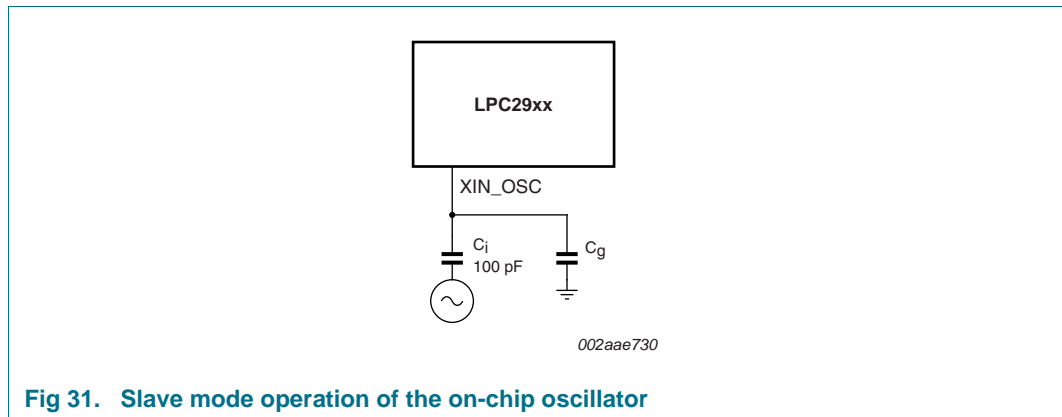 LPC29xx
XIN_OSC
Ci
100 pF
Cg
002aae730
Fig 31. Slave mode operation of the on-chip oscillator